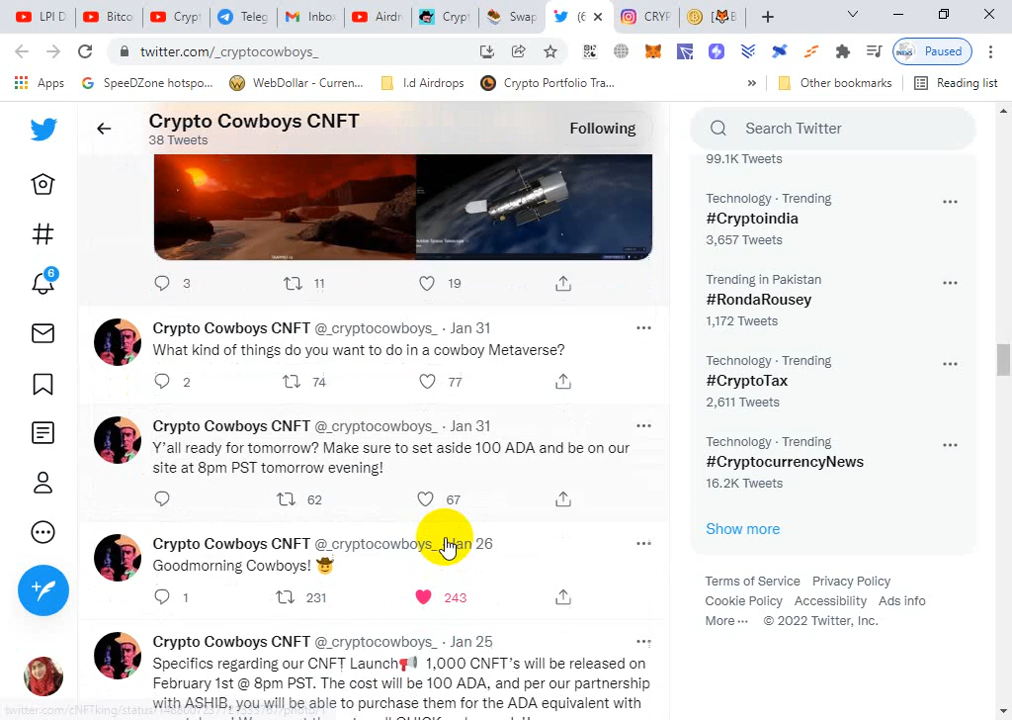 LPI D
Bitco
Crypt
Teleg
Inbo
Airdr
Crypt
Swap
(6
CRYP
B
twitter.com/_cryptocowboys_
Paused
Apps
SpeeDZone hotspo...
WebDollar - Curren...
I.d Airdrops
Crypto Portfolio Tra...
»
Other bookmarks
Reading list
Crypto Cowboys CNFT
38 Tweets
Following
Search Twitter
99.1K Tweets
Technology · Trending
#Cryptoindia
3,657 Tweets
Trending in Pakistan
#RondaRousey
1,172 Tweets
Technology · Trending
#CryptoTax
2,611 Tweets
Technology · Trending
#CryptocurrencyNews
16.2K Tweets
Show more
Terms of Service Privacy Policy
Cookie Policy Accessibility Ads info
More ··· © 2022 Twitter, Inc.
6
3 11 19
Crypto Cowboys CNFT @_cryptocowboys_ · Jan 31
What kind of things do you want to do in a cowboy Metaverse?
2 74 77
Crypto Cowboys CNFT @_cryptocowboys_ · Jan 31
Y'all ready for tomorrow? Make sure to set aside 100 ADA and be on our
site at 8pm PST tomorrow evening!
62 67
Crypto Cowboys CNFT @_cryptocowboys_ Jan 26
Goodmorning Cowboys! 🤠
1 231 243
Crypto Cowboys CNFT @_cryptocowboys_ · Jan 25
Specifics regarding our CNFT Launch📢 1,000 CNFT's will be released on
February 1st @ 8pm PST. The cost will be 100 ADA, and per our partnership
with ASHIB, you will be able to purchase them for the ADA equivalent with